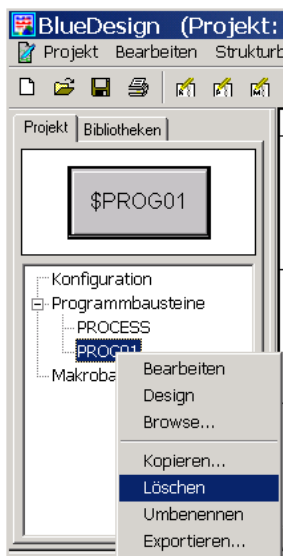 BlueDesign (Projekt:
Projekt Bearbeiten Strukturb
Projekt Bibliotheken
$PROG01
Konfiguration
Programmbausteine
PROCESS
PROG01
Makroba
Bearbeiten
Design
Browse...
Kopieren...
Löschen
Umbenennen
Exportieren...